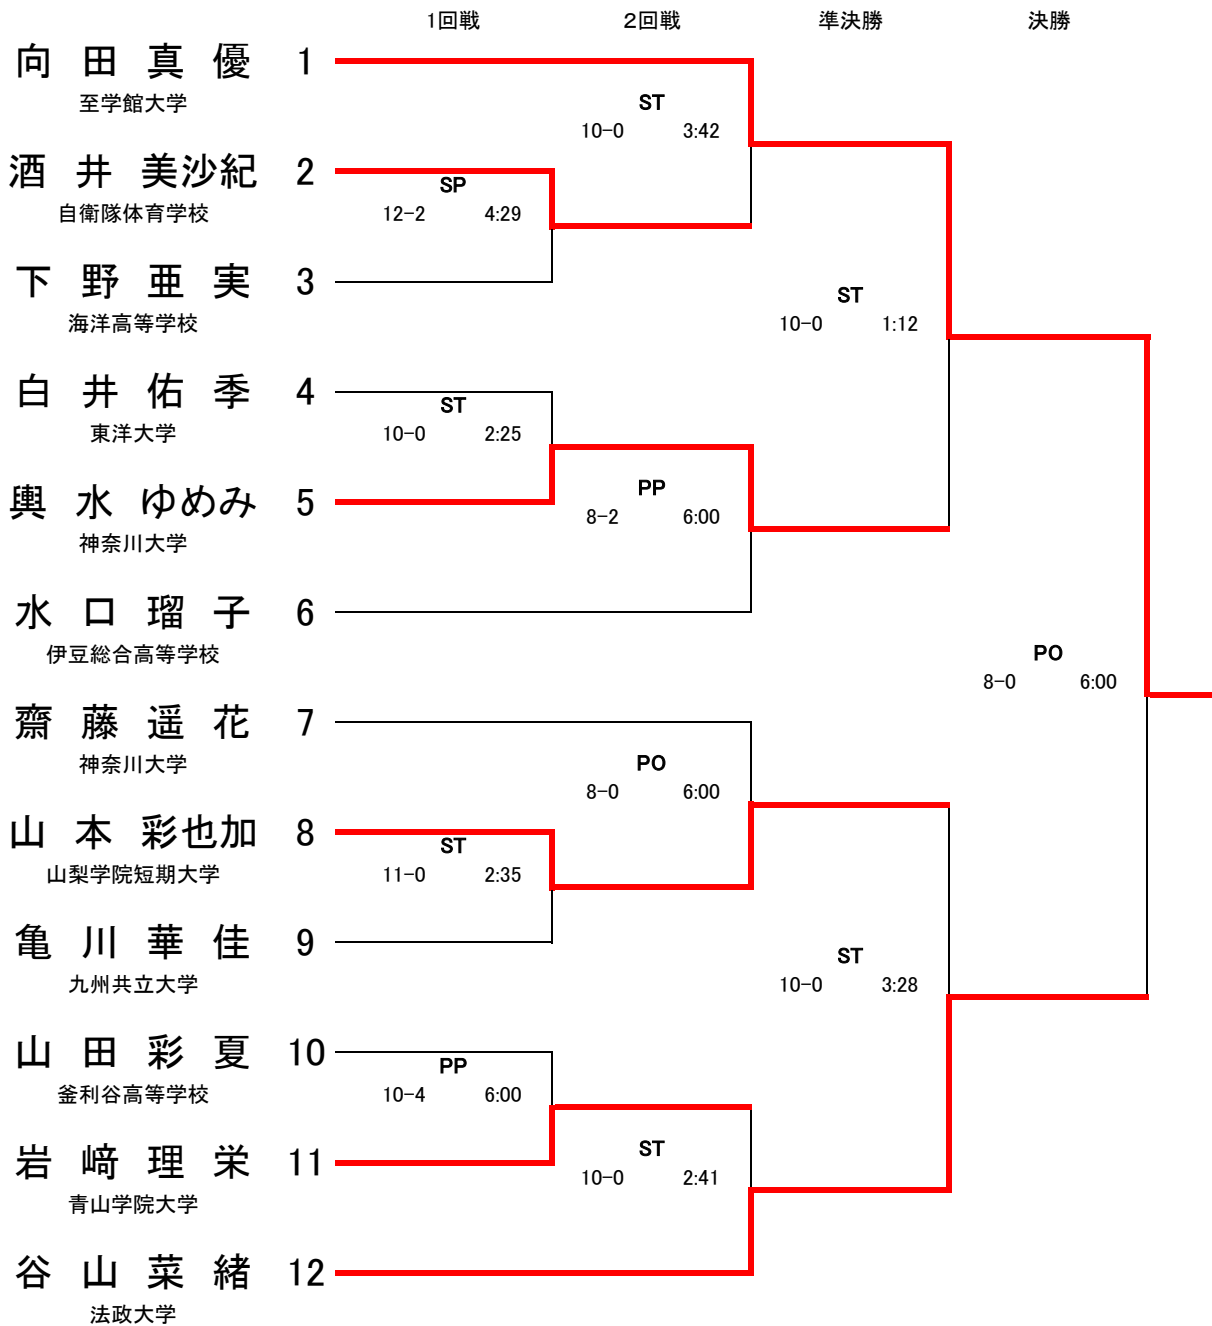 1回戦 2回戦 準決勝 決勝
向田真優 1
至学館大学
ST
10-0 3:42
酒井美沙紀 2
自衛隊体育学校
SP
12-2 4:29
下野亜実 3
海洋高等学校
ST
10-0 1:12
白井佑季 4
東洋大学
ST
10-0 2:25
輿水ゆめみ 5
神奈川大学
PP
8-2 6:00
水口瑠子 6
伊豆総合高等学校
PO
8-0 6:00
齋藤遥花 7
神奈川大学
PO
8-0 6:00
山本彩也加 8
山梨学院短期大学
ST
11-0 2:35
亀川華佳 9
九州共立大学
ST
10-0 3:28
山田彩夏 10
釜利谷高等学校
PP
10-4 6:00
岩﨑理栄 11
青山学院大学
ST
10-0 2:41
谷山菜緒 12
法政大学